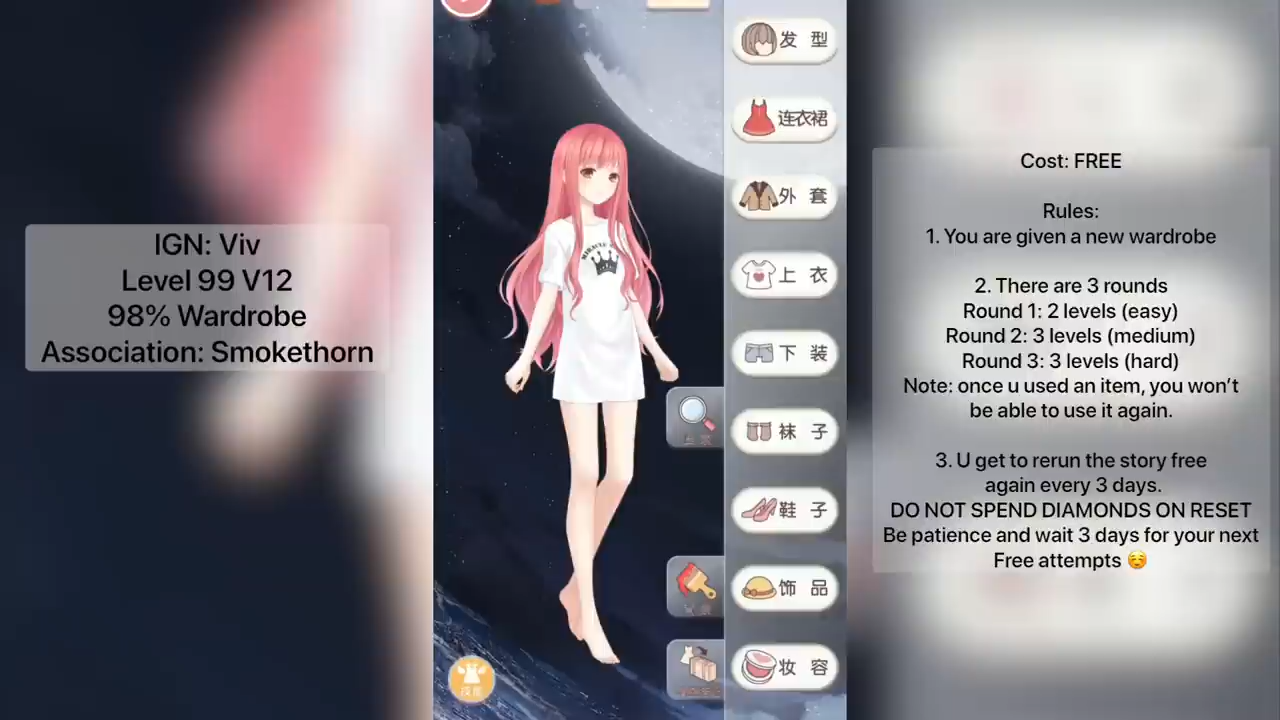 IGN: Viv
Level 99 V12
98% Wardrobe
Association: Smokethorn
发型
连衣裙
外套
上衣
下装
袜子
鞋子
饰品
妆容
Cost: FREE
Rules:
1. You are given a new wardrobe
2. There are 3 rounds
Round 1: 2 levels (easy)
Round 2: 3 levels (medium)
Round 3: 3 levels (hard)
Note: once u used an item, you won’t
be able to use it again.
3. U get to rerun the story free
again every 3 days.
DO NOT SPEND DIAMONDS ON RESET
Be patience and wait 3 days for your next
Free attempts ☺️